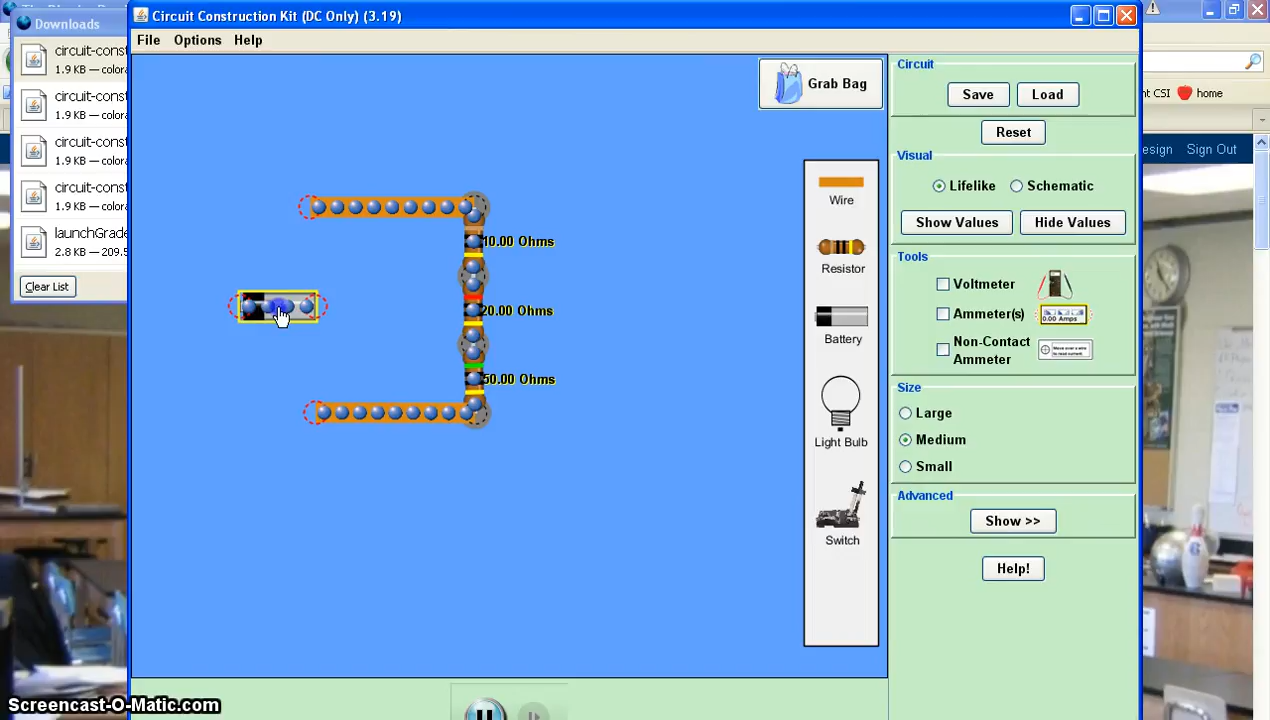 Downloads
circuit-const
1.9 KB — colora
circuit-const
1.9 KB — colora
circuit-const
1.9 KB — colora
circuit-const
1.9 KB — colora
launchGrade
2.8 KB — 209.5
Clear List
Circuit Construction Kit (DC Only) (3.19)
File Options Help
Grab Bag
10.00 Ohms
20.00 Ohms
50.00 Ohms
Wire
Resistor
Battery
Light Bulb
Switch
Circuit
Save Load
Reset
Visual
Lifelike Schematic
Show Values Hide Values
Tools
Voltmeter
Ammeter(s)
0.00 Amps
Non-Contact
Ammeter
Size
Large
Medium
Small
Advanced
Show >>
Help!
nt CSI home
esign Sign Out
Screencast-O-Matic.com